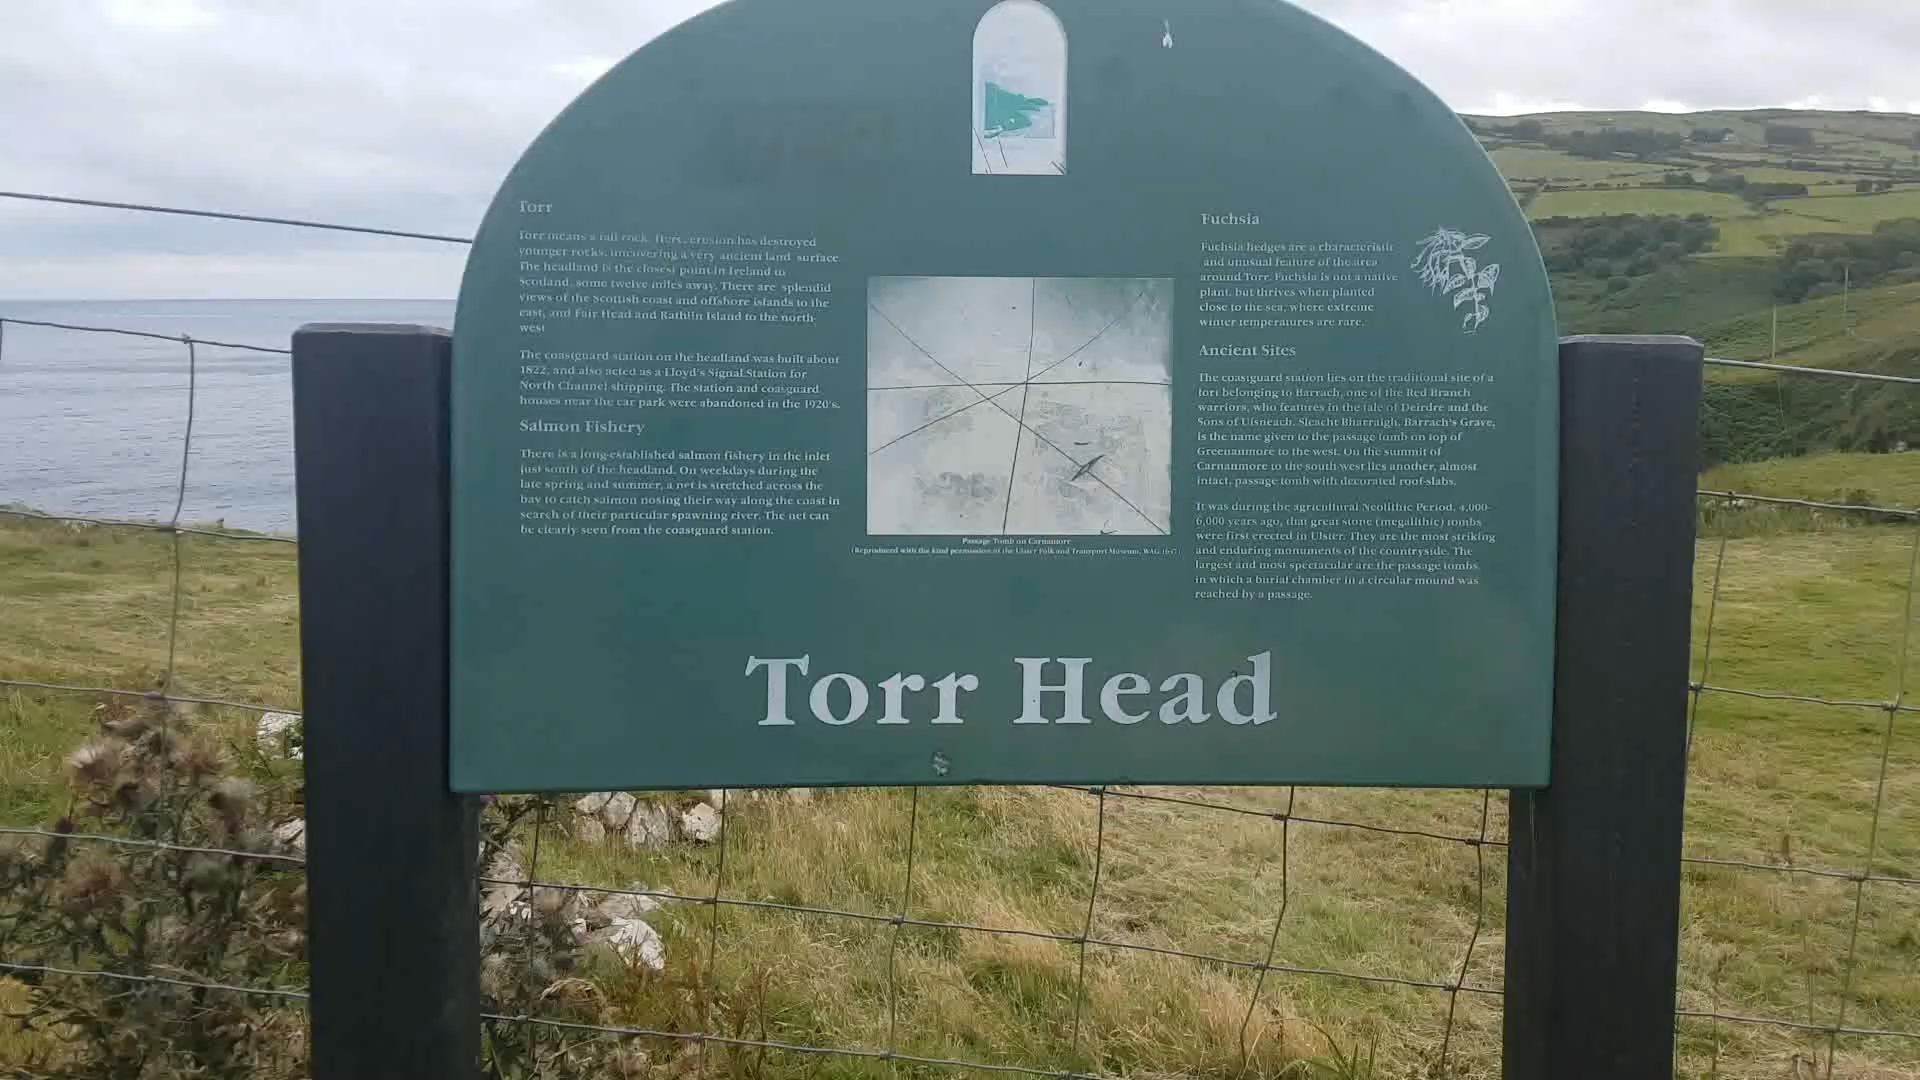 Torr
Torr means a tall rock. Here, erosion has destroyed
younger rocks, uncovering a very ancient land surface.
The headland is the closest point in Ireland to
Scotland, some twelve miles away. There are splendid
views of the Scottish coast and offshore islands to the
east, and Fair Head and Rathlin Island to the north-
west
The coastguard station on the headland was built about
1822, and also acted as a Lloyd's Signal Station for
North Channel shipping. The station and coastguard
houses near the car park were abandoned in the 1920's.
Salmon Fishery
There is a long-established salmon fishery in the inlet
just south of the headland. On weekdays during the
late spring and summer, a net is stretched across the
bay to catch salmon nosing their way along the coast in
search of their particular spawning river. The net can
be clearly seen from the coastguard station.
Passage Tomb on Carnanmore
(Reproduced with the kind permission of the Ulster Folk and Transport Museum, WAG 1647)
Fuchsia
Fuchsia hedges are a characteristic
and unusual feature of the area
around Torr. Fuchsia is not a native
plant, but thrives when planted
close to the sea, where extreme
winter temperatures are rare.
Ancient Sites
The coastguard station lies on the traditional site of a
fort belonging to Barrach, one of the Red Branch
warriors, who features in the tale of Deirdre and the
Sons of Uisneach. Sleacht Bharraigh, Barrach's Grave,
is the name given to the passage tomb on top of
Greenanmore to the west. On the summit of
Carnanmore to the south west lies another, almost
intact, passage tomb with decorated roof-slabs.
It was during the agricultural Neolithic Period, 4,000-
6,000 years ago, that great stone (megalithic) tombs
were first erected in Ulster. They are the most striking
and enduring monuments of the countryside. The
largest and most spectacular are the passage tombs,
in which a burial chamber in a circular mound was
reached by a passage.
Torr Head